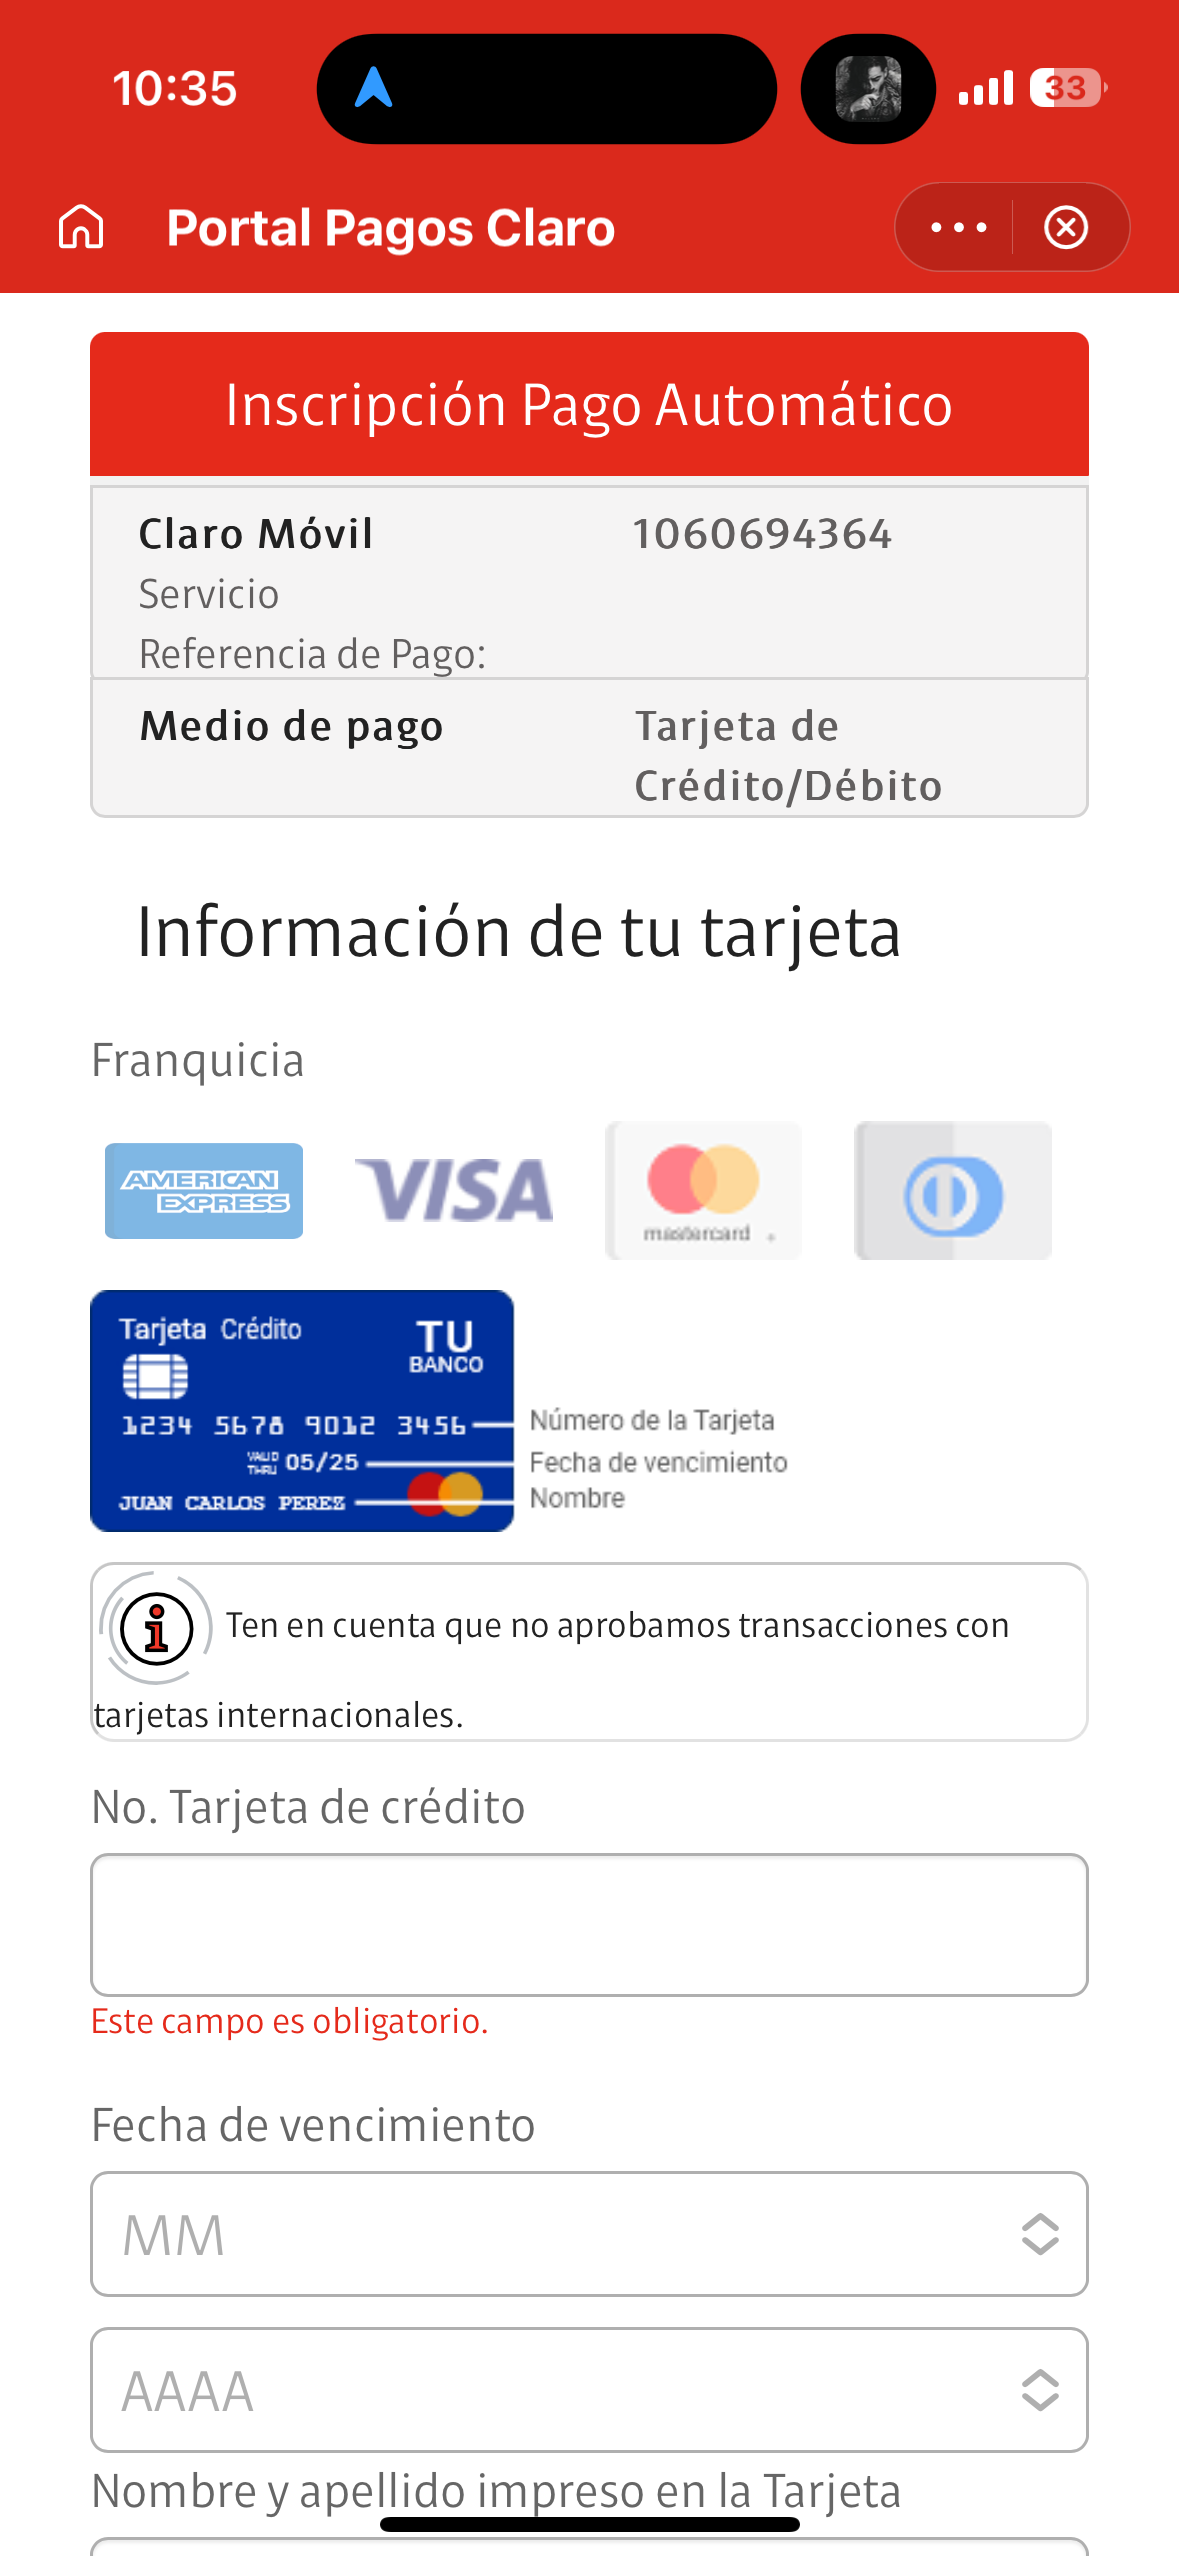 10:35
33
Portal Pagos Claro
Inscripción Pago Automático
Claro Móvil 1060694364
Servicio
Referencia de Pago:
Medio de pago Tarjeta de
Crédito/Débito
Información de tu tarjeta
Franquicia
AMERICAN
EXPRESS
VISA
mastercard
Tarjeta Crédito
TU
BANCO
1234 5678 9012 3456 Número de la Tarjeta
VALID
THRU 05/25 Fecha de vencimiento
JUAN CARLOS PEREZ Nombre
Ten en cuenta que no aprobamos transacciones con
tarjetas internacionales.
No. Tarjeta de crédito
Este campo es obligatorio.
Fecha de vencimiento
MM
AAAA
Nombre y apellido impreso en la Tarjeta